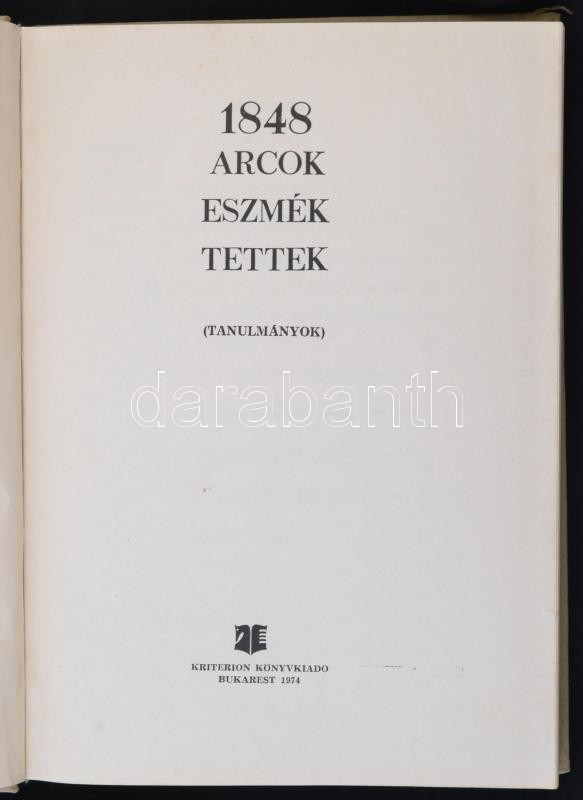 1848
ARCOK
ESZMÉK
TETTEK
(TANULMÁNYOK)
darabanth
KRITERION KÖNYVKIADO
BUKAREST 1974